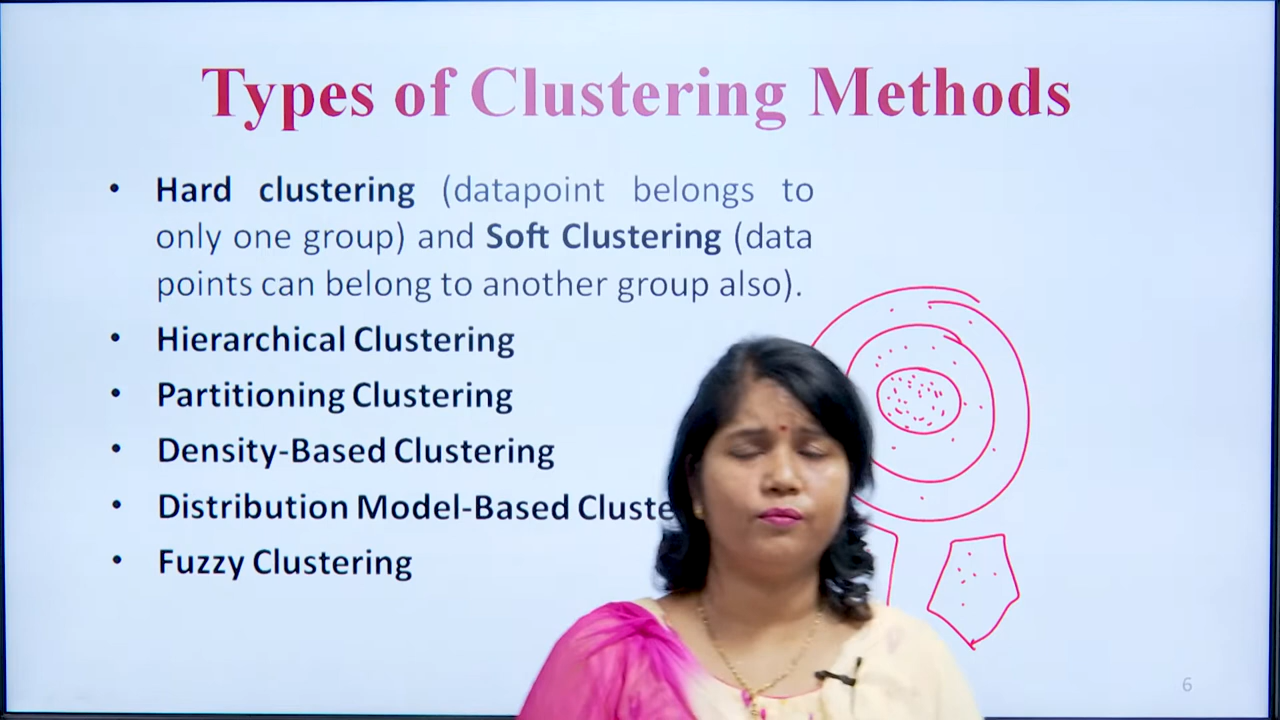 Types of Clustering Methods
• Hard clustering (datapoint belongs to
only one group) and Soft Clustering (data
points can belong to another group also).
• Hierarchical Clustering
• Partitioning Clustering
• Density-Based Clustering
• Distribution Model-Based Cluste
• Fuzzy Clustering
6